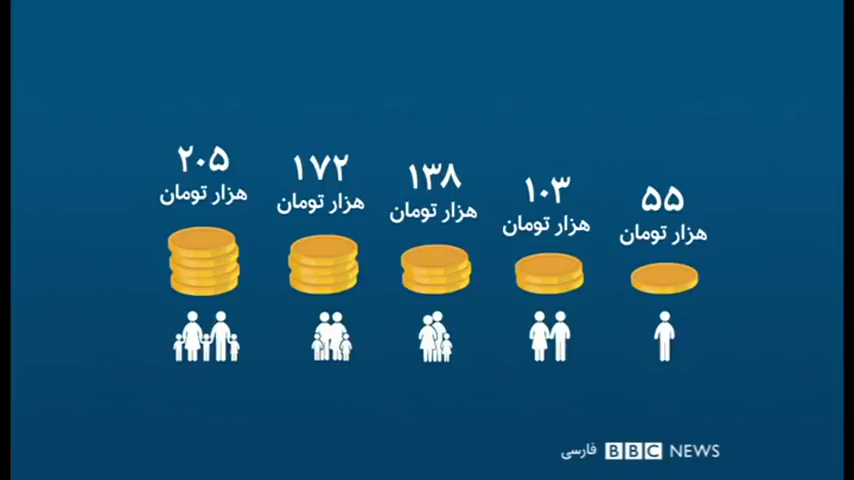 ۵۵
هزار تومان
۱۰۳
هزار تومان
۱۳۸
هزار تومان
۱۷۲
هزار تومان
۲۰۵
هزار تومان
BBC NEWS فارسی